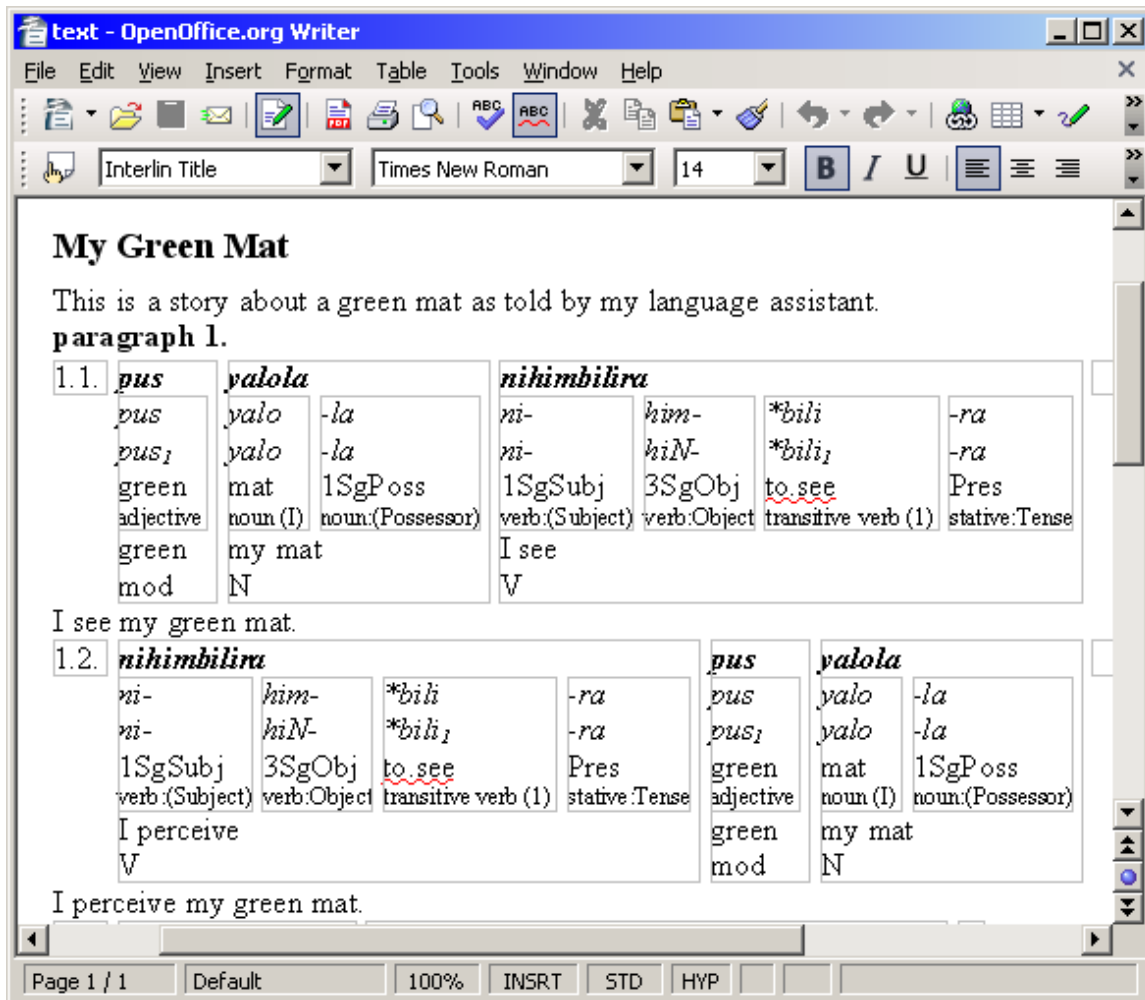 text - OpenOffice.org Writer
File Edit View Insert Format Table Tools Window Help
Interlin Title Times New Roman 14 B I U
My Green Mat
This is a story about a green mat as told by my language assistant.
paragraph 1.
1.1. pus yalola nihimbilira
pus yalo -la ni- him- *bili -ra
pus₁ yalo -la ni- hiN- *bili₁ -ra
green mat 1SgPoss 1SgSubj 3SgObj to.see Pres
adjective noun (I) noun:(Possessor) verb:(Subject) verb:Object transitive verb (1) stative:Tense
green my mat I see
mod N V
I see my green mat.
1.2. nihimbilira pus yalola
ni- him- *bili -ra pus yalo -la
ni- hiN- *bili₁ -ra pus₁ yalo -la
1SgSubj 3SgObj to.see Pres green mat 1SgPoss
verb:(Subject) verb:Object transitive verb (1) stative:Tense adjective noun (I) noun:(Possessor)
I perceive green my mat
V mod N
I perceive my green mat.
Page 1 / 1 Default 100% INSRT STD HYP